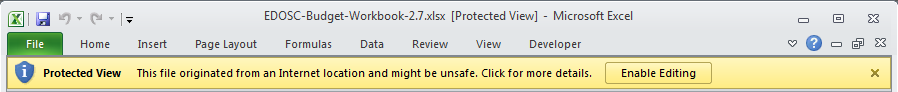 EDOSC-Budget-Workbook-2.7.xlsx [Protected View] - Microsoft Excel
File Home Insert Page Layout Formulas Data Review View Developer
Protected View This file originated from an Internet location and might be unsafe. Click for more details. Enable Editing